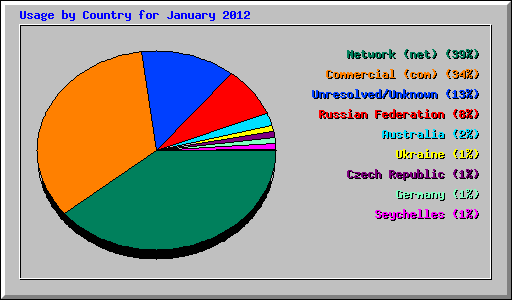 Usage by Country for January 2012
Network (net) (39%)
Commercial (com) (34%)
Unresolved/Unknown (13%)
Russian Federation (8%)
Australia (2%)
Ukraine (1%)
Czech Republic (1%)
Germany (1%)
Seychelles (1%)